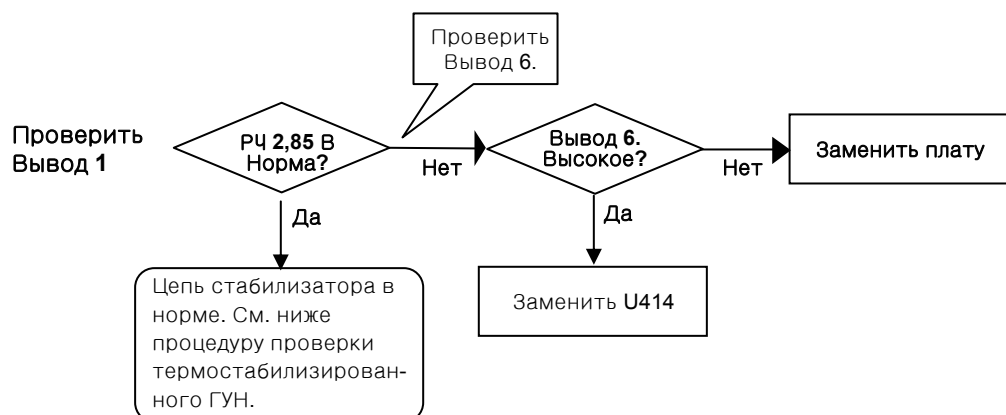 Проверить
Вывод 6.
Проверить
Вывод 1
РЧ 2,85 В
Норма?
Нет
Вывод 6.
Высокое?
Нет
Заменить плату
Да
Да
Цепь стабилизатора в
норме. См. ниже
процедуру проверки
термостабилизирован-
ного ГУН.
Заменить U414